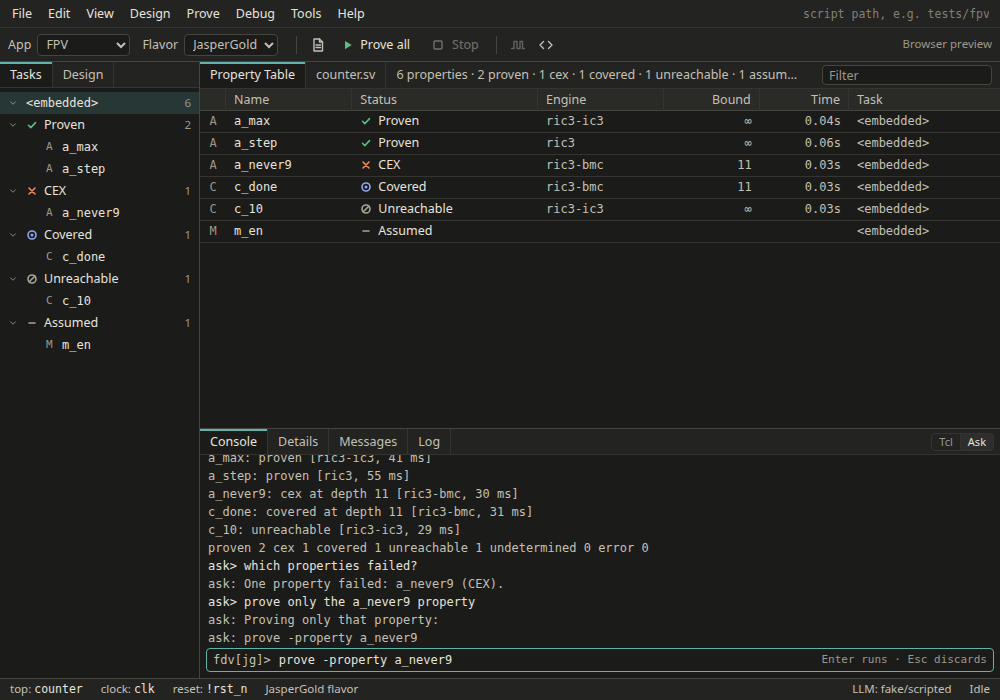 File Edit View Design Prove Debug Tools Help script path, e.g. tests/fpv
App FPV Flavor JasperGold Prove all Stop Browser preview
Tasks Design Property Table counter.sv 6 properties · 2 proven · 1 cex · 1 covered · 1 unreachable · 1 assum... Filter
<embedded> 6
Proven 2
A a_max
A a_step
CEX 1
A a_never9
Covered 1
C c_done
Unreachable 1
C c_10
Assumed 1
M m_en
Name Status Engine Bound Time Task
A a_max Proven ric3-ic3 ∞ 0.04s <embedded>
A a_step Proven ric3 ∞ 0.06s <embedded>
A a_never9 CEX ric3-bmc 11 0.03s <embedded>
C c_done Covered ric3-bmc 11 0.03s <embedded>
C c_10 Unreachable ric3-ic3 ∞ 0.03s <embedded>
M m_en Assumed <embedded>
Console Details Messages Log Tcl Ask
a_max: proven [ric3-ic3, 41 ms]
a_step: proven [ric3, 55 ms]
a_never9: cex at depth 11 [ric3-bmc, 30 ms]
c_done: covered at depth 11 [ric3-bmc, 31 ms]
c_10: unreachable [ric3-ic3, 29 ms]
proven 2 cex 1 covered 1 unreachable 1 undetermined 0 error 0
ask> which properties failed?
ask: One property failed: a_never9 (CEX).
ask> prove only the a_never9 property
ask: Proving only that property:
ask: prove -property a_never9
fdv[jg]> prove -property a_never9 Enter runs · Esc discards
top: counter clock: clk reset: !rst_n JasperGold flavor LLM: fake/scripted Idle